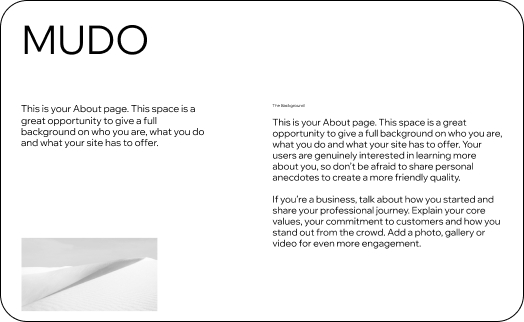 MUDO
This is your About page. This space is a
great opportunity to give a full
background on who you are, what you do
and what your site has to offer.
The Background
This is your About page. This space is a great
opportunity to give a full background on who you are,
what you do and what your site has to offer. Your
users are genuinely interested in learning more
about you, so don't be afraid to share personal
anecdotes to create a more friendly quality.
If you're a business, talk about how you started and
share your professional journey. Explain your core
values, your commitment to customers and how you
stand out from the crowd. Add a photo, gallery or
video for even more engagement.